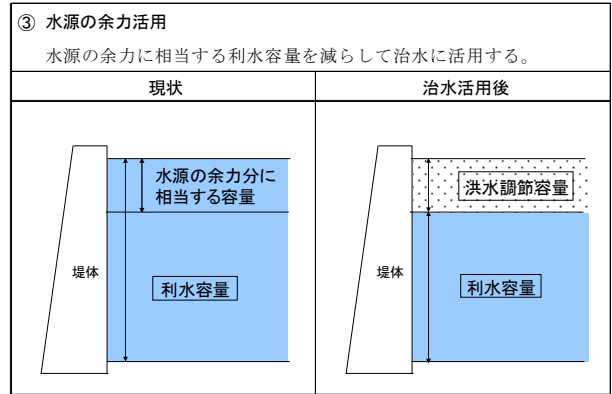 ③ 水源の余力活用
水源の余力に相当する利水容量を減らして治水に活用する。
現状
治水活用後
水源の余力分に
相当する容量
堤体
利水容量
洪水調節容量
堤体
利水容量